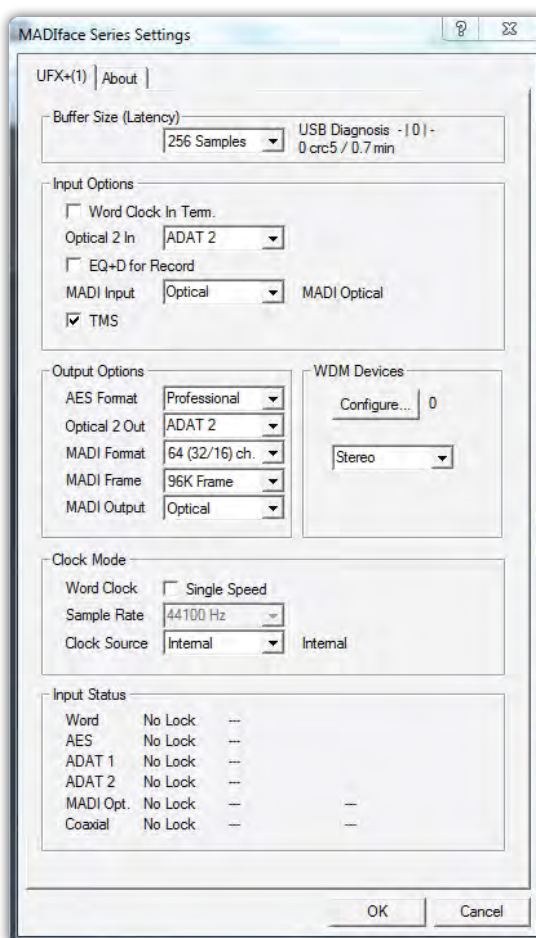 MADIface Series Settings
UFX+(1) About
Buffer Size (Latency)
256 Samples USB Diagnosis - | 0 | -
0 crc5 / 0.7 min
Input Options
Word Clock In Term.
Optical 2 In ADAT 2
EQ+D for Record
MADI Input Optical MADI Optical
TMS
Output Options
AES Format Professional
Optical 2 Out ADAT 2
MADI Format 64 (32/16) ch.
MADI Frame 96K Frame
MADI Output Optical
WDM Devices
Configure... 0
Stereo
Clock Mode
Word Clock Single Speed
Sample Rate 44100 Hz
Clock Source Internal Internal
Input Status
Word No Lock ---
AES No Lock ---
ADAT 1 No Lock ---
ADAT 2 No Lock ---
MADI Opt. No Lock --- ---
Coaxial No Lock --- ---
OK Cancel